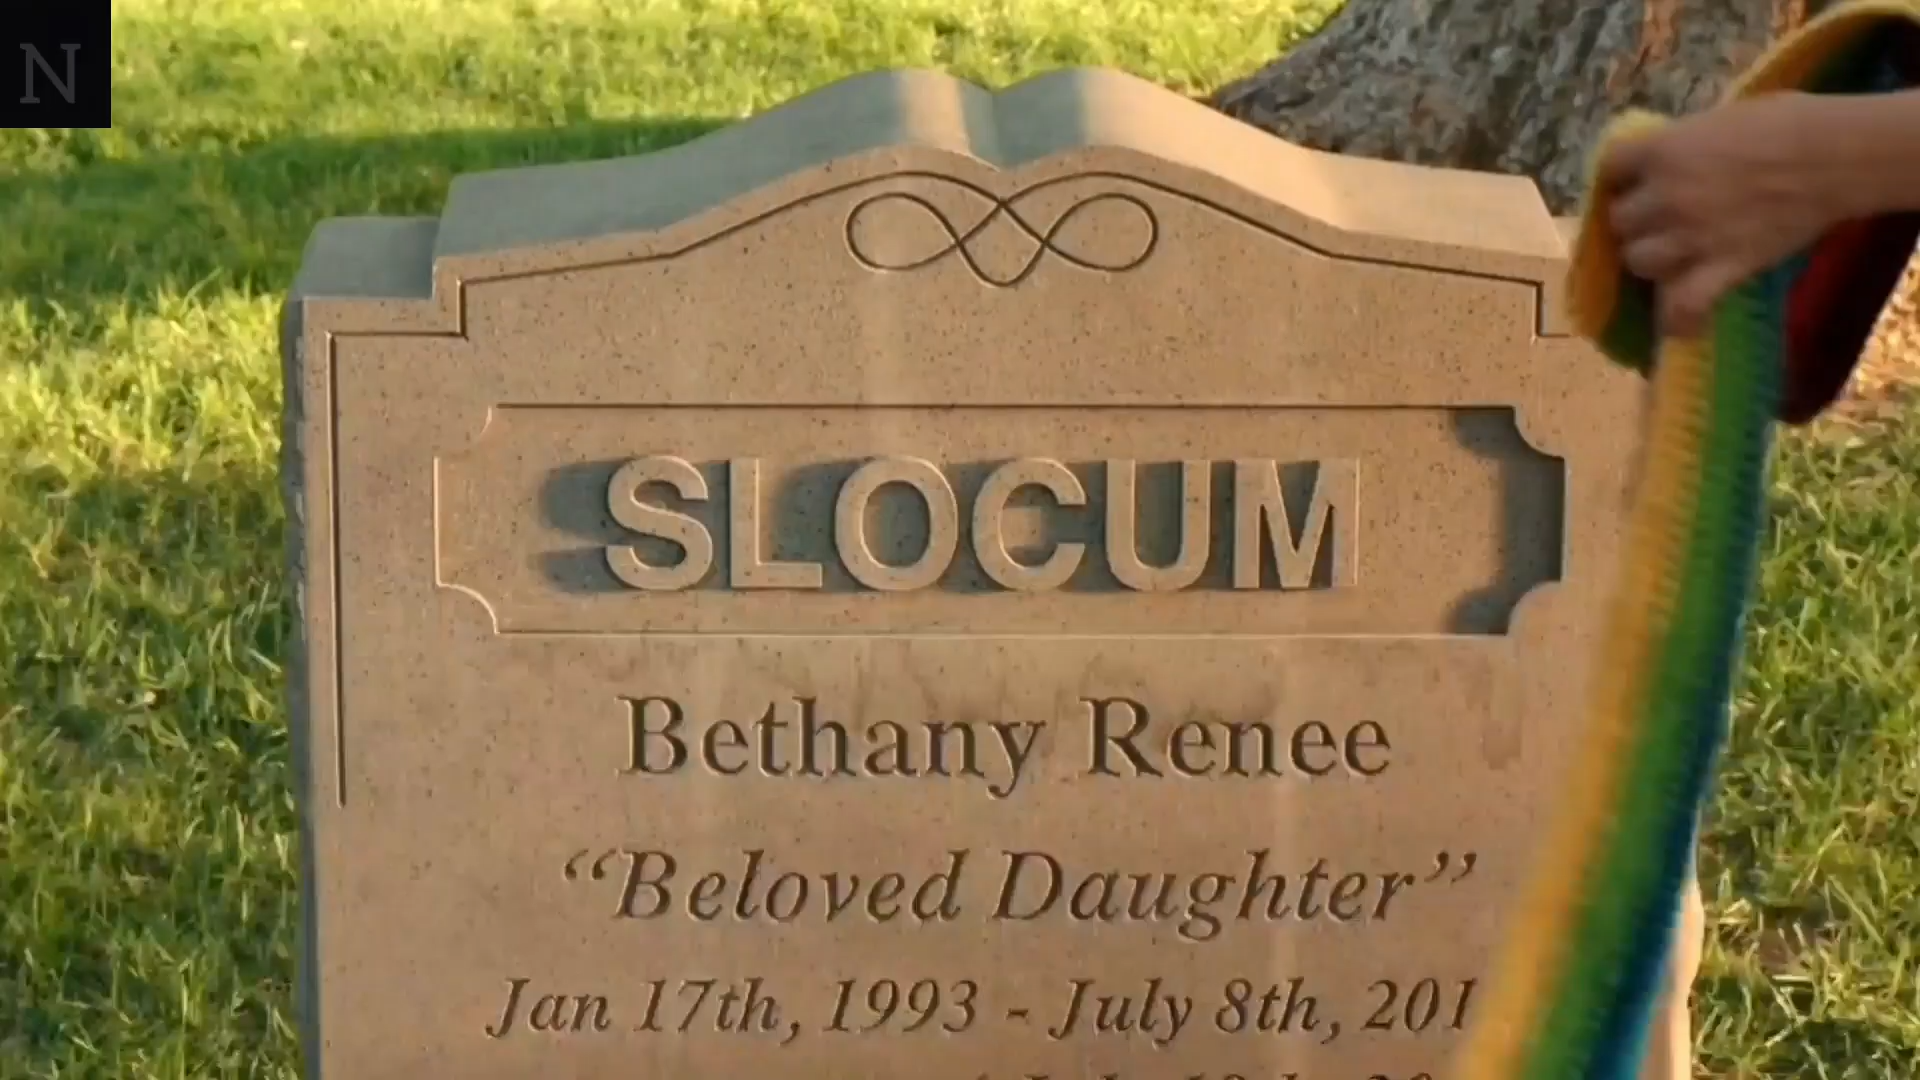 N
SLOCUM
Bethany Renee
“Beloved Daughter”
Jan 17th, 1993 - July 8th, 201